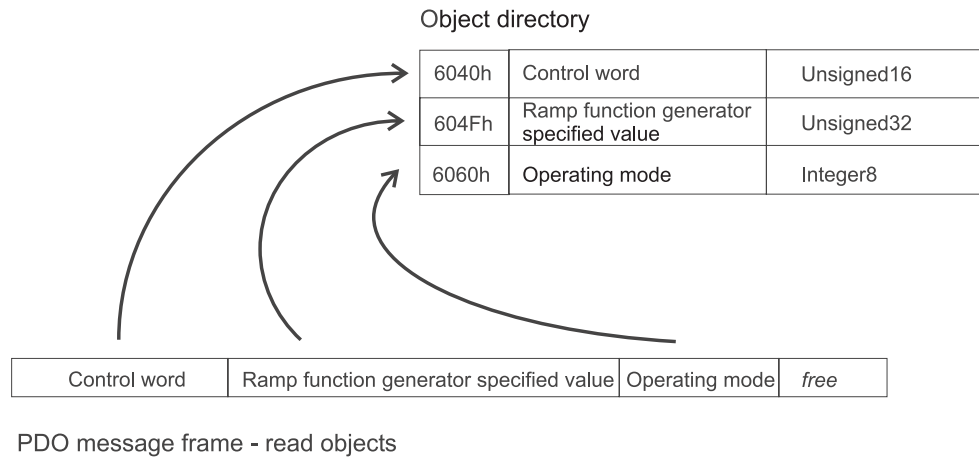 Object directory
6040h Control word Unsigned16
604Fh Ramp function generator specified value Unsigned32
6060h Operating mode Integer8
Control word Ramp function generator specified value Operating mode free
PDO message frame - read objects